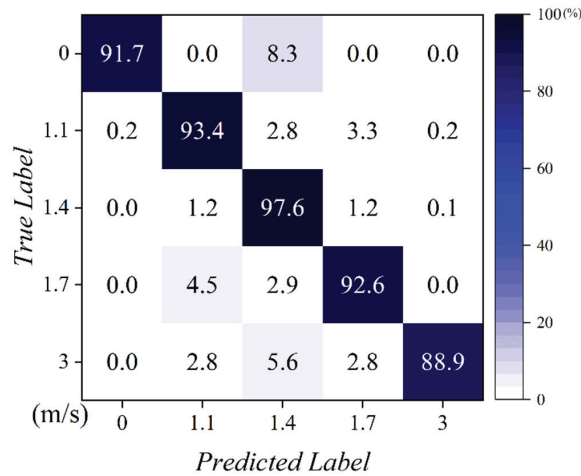 100(%)
0 91.7 0.0 8.3 0.0 0.0
80
1.1 0.2 93.4 2.8 3.3 0.2
60
True Label
1.4 0.0 1.2 97.6 1.2 0.1
40
1.7 0.0 4.5 2.9 92.6 0.0
20
3 0.0 2.8 5.6 2.8 88.9
0
(m/s) 0 1.1 1.4 1.7 3
Predicted Label